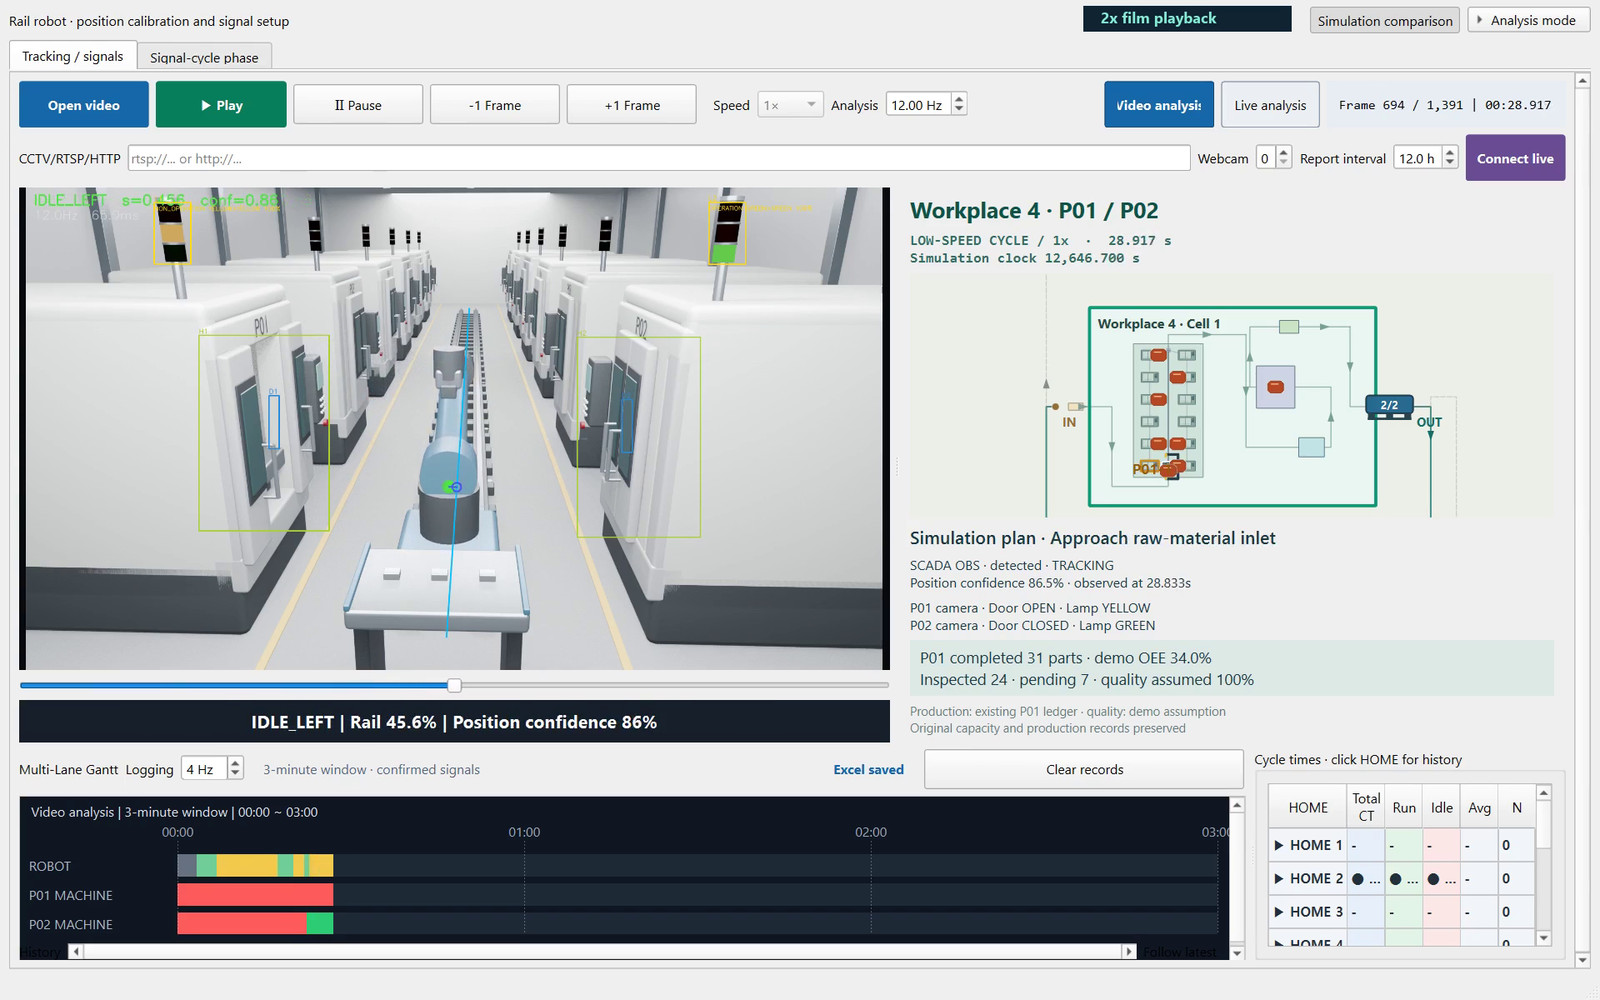 Rail robot · position calibration and signal setup
2x film playback
Simulation comparison
Analysis mode
Tracking / signals
Signal-cycle phase
Open video
Play
Pause
-1 Frame
+1 Frame
Speed 1×
Analysis 12.00 Hz
Video analysis
Live analysis
Frame 694 / 1,391 | 00:28.917
CCTV/RTSP/HTTP
rtsp://... or http://...
Webcam 0
Report interval 12.0 h
Connect live
IDLE_LEFT s=0.456 conf=0.86
P01
P02
H1
D1
Workplace 4 · P01 / P02
LOW-SPEED CYCLE / 1x · 28.917 s
Simulation clock 12,646.700 s
Workplace 4 · Cell 1
IN
2/2
OUT
P01
Simulation plan · Approach raw-material inlet
SCADA OBS · detected · TRACKING
Position confidence 86.5% · observed at 28.833s
P01 camera · Door OPEN · Lamp YELLOW
P02 camera · Door CLOSED · Lamp GREEN
P01 completed 31 parts · demo OEE 34.0%
Inspected 24 · pending 7 · quality assumed 100%
Production: existing P01 ledger · quality: demo assumption
Original capacity and production records preserved
IDLE_LEFT | Rail 45.6% | Position confidence 86%
Multi-Lane Gantt Logging 4 Hz
3-minute window · confirmed signals
Excel saved
Clear records
Cycle times · click HOME for history
Video analysis | 3-minute window | 00:00 ~ 03:00
00:00 01:00 02:00 03:00
ROBOT
P01 MACHINE
P02 MACHINE
History
Follow latest
HOME Total CT Run Idle Avg N
HOME 1 - - - - 0
HOME 2 ● ... ● ... ● ... - 0
HOME 3 - - - - 0
HOME 4